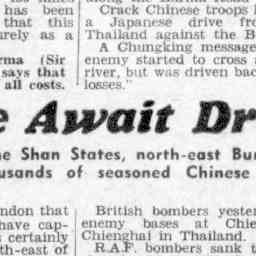 has been
that this
urely as a
rma (Sir
says that
all costs.
Crack Chinese troops
a Japanese drive fro
Thailand against the B
A Chungking message
enemy started to cross
river, but was driven back
losses."
e Await Dr
he Shan States, north-east Bur
usands of seasoned Chinese
ndon that
have cap-
certainly
th-east of
British bombers yester
enemy bases at Chie
Chienghai in Thailand.
R.A.F. bombers sank t